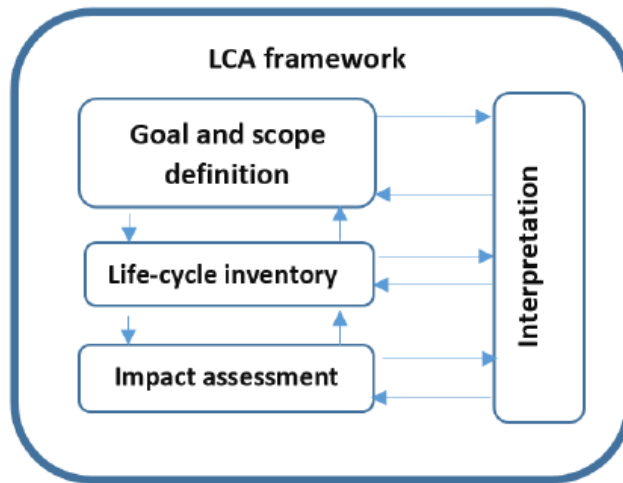 LCA framework
Goal and scope
definition
Life-cycle inventory
Impact assessment
Interpretation